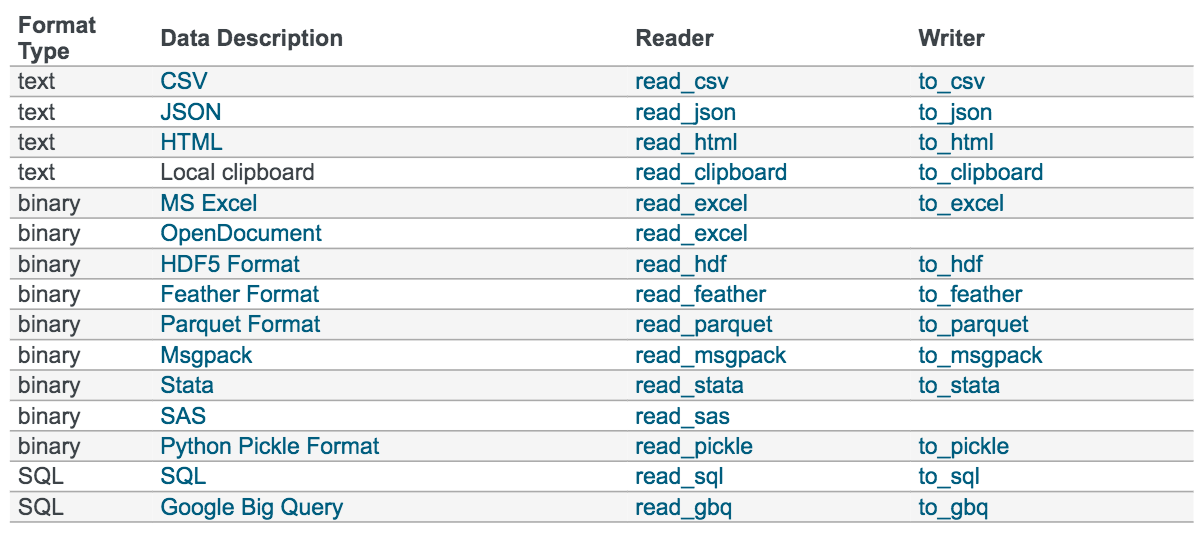 Format Type Data Description Reader Writer
text CSV read_csv to_csv
text JSON read_json to_json
text HTML read_html to_html
text Local clipboard read_clipboard to_clipboard
binary MS Excel read_excel to_excel
binary OpenDocument read_excel
binary HDF5 Format read_hdf to_hdf
binary Feather Format read_feather to_feather
binary Parquet Format read_parquet to_parquet
binary Msgpack read_msgpack to_msgpack
binary Stata read_stata to_stata
binary SAS read_sas
binary Python Pickle Format read_pickle to_pickle
SQL SQL read_sql to_sql
SQL Google Big Query read_gbq to_gbq